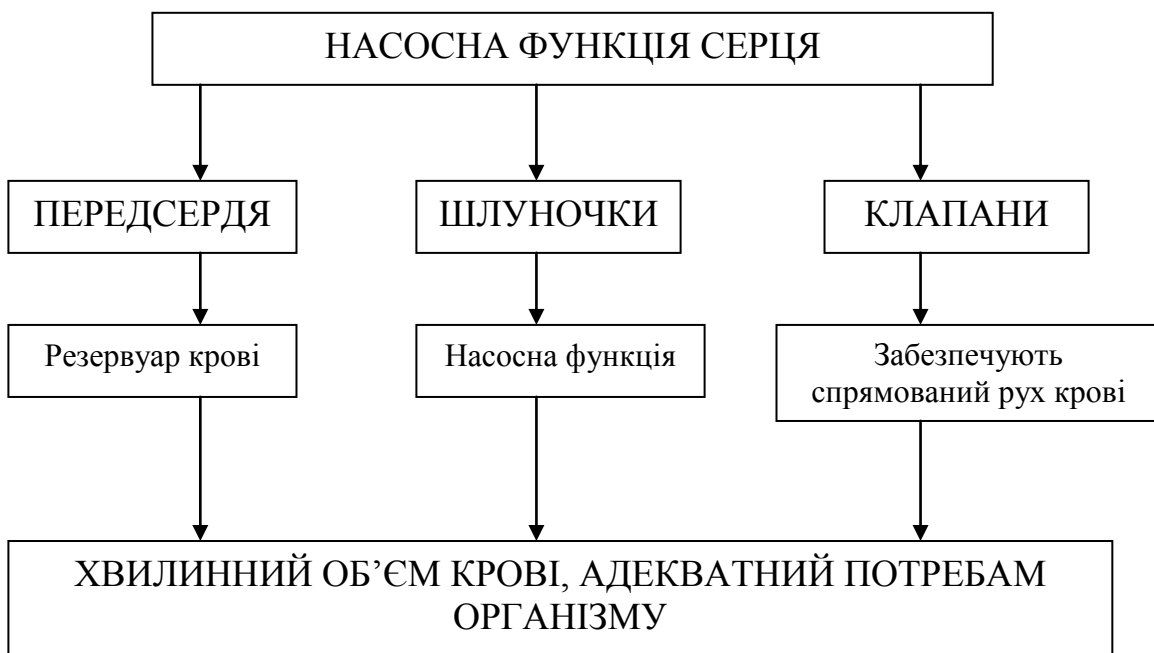 НАСОСНА ФУНКЦІЯ СЕРЦЯ
ПЕРЕДСЕРДЯ
ШЛУНОЧКИ
КЛАПАНИ
Резервуар крові
Насосна функція
Забезпечують
спрямований рух крові
ХВИЛИННИЙ ОБ’ЄМ КРОВІ, АДЕКВАТНИЙ ПОТРЕБАМ
ОРГАНІЗМУ